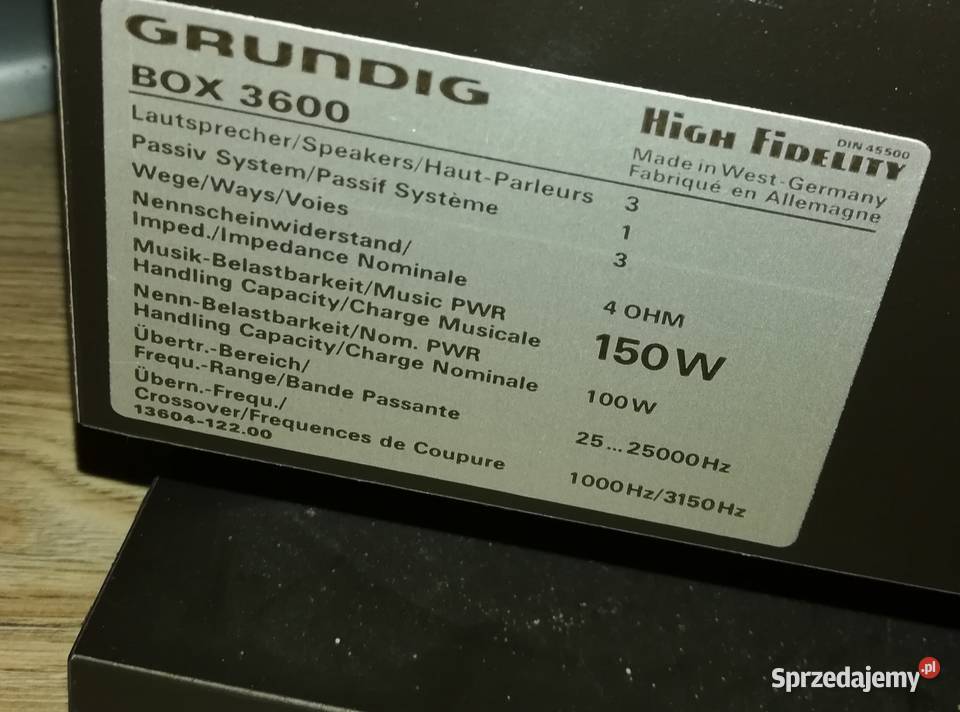 GRUNDIG
BOX 3600
HIGH FIDELITY
DIN 45500
Made in West-Germany
Fabriqué en Allemagne
Lautsprecher/Speakers/Haut-Parleurs 3
Passiv System/Passif Système 1
Wege/Ways/Voies 3
Nennscheinwiderstand/
Imped./Impedance Nominale 4 OHM
Musik-Belastbarkeit/Music PWR
Handling Capacity/Charge Musicale 150W
Nenn-Belastbarkeit/Nom. PWR
Handling Capacity/Charge Nominale 100W
Übertr.-Bereich/
Frequ.-Range/Bande Passante 25...25000Hz
Übern.-Frequ./
Crossover/Frequences de Coupure 1000Hz/3150Hz
13604-122.00
Sprzedajemy.pl